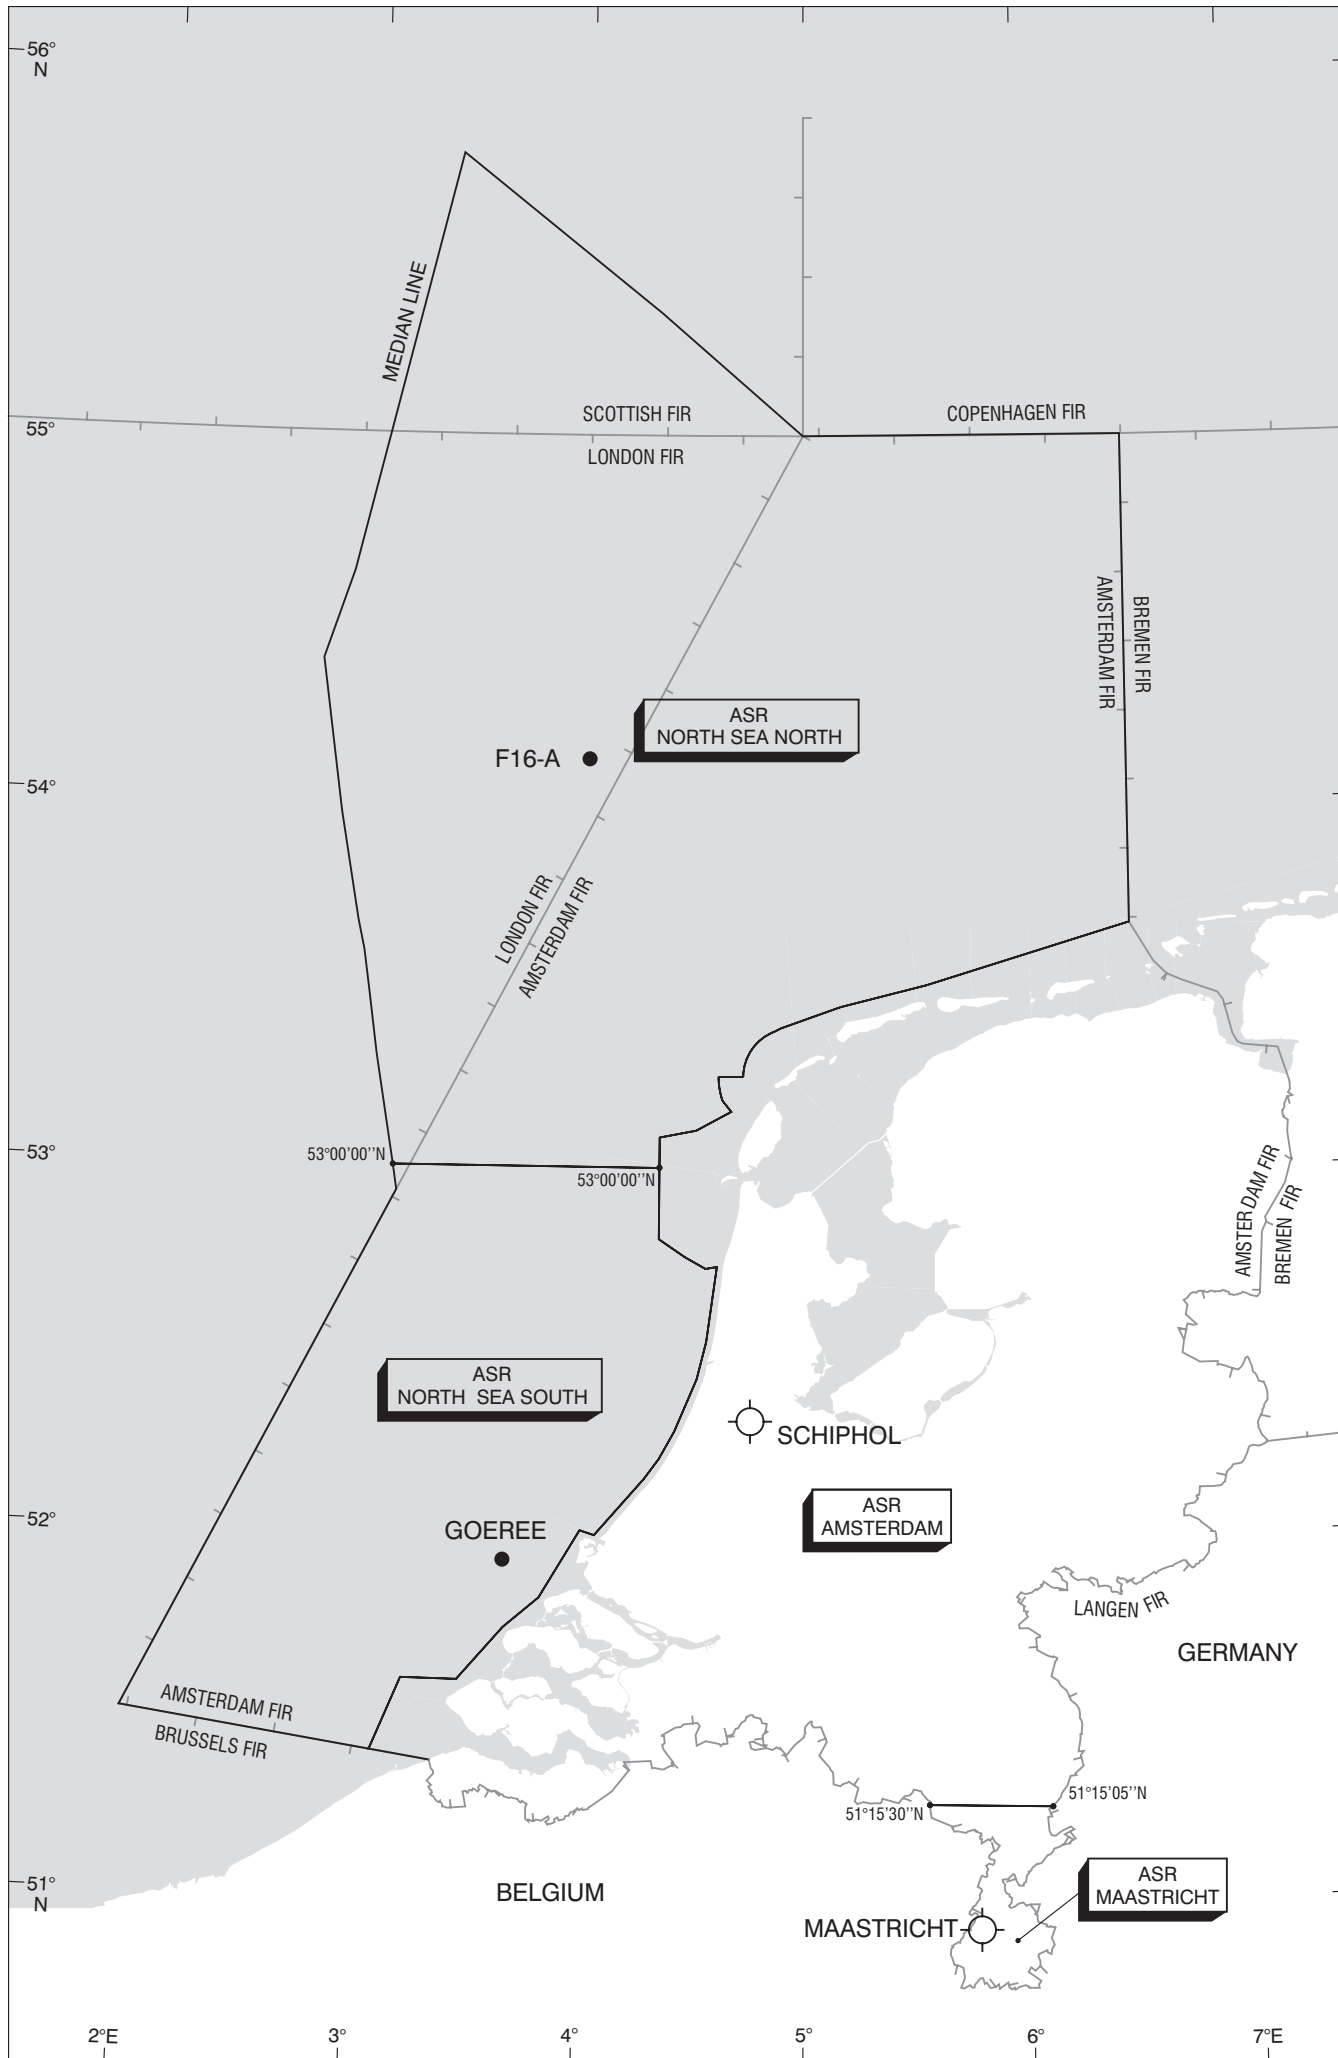 56°
N
MEDIAN LINE
SCOTTISH FIR
COPENHAGEN FIR
55°
LONDON FIR
AMSTERDAM FIR
BREMEN FIR
ASR
NORTH SEA NORTH
F16-A
54°
LONDON FIR
AMSTERDAM FIR
53°
53°00'00''N
53°00'00''N
AMSTERDAM FIR
BREMEN FIR
ASR
NORTH SEA SOUTH
SCHIPHOL
52°
GOEREE
ASR
AMSTERDAM
LANGEN FIR
GERMANY
AMSTERDAM FIR
BRUSSELS FIR
51°15'05''N
51°15'30''N
51°
N
BELGIUM
ASR
MAASTRICHT
MAASTRICHT
2°E 3° 4° 5° 6° 7°E